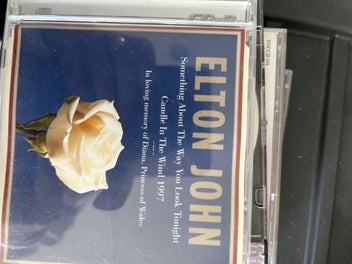 ELTON JOHN
Something About The Way You Look Tonight
Candle In The Wind 1997
In loving memory of Diana, Princess of Wales